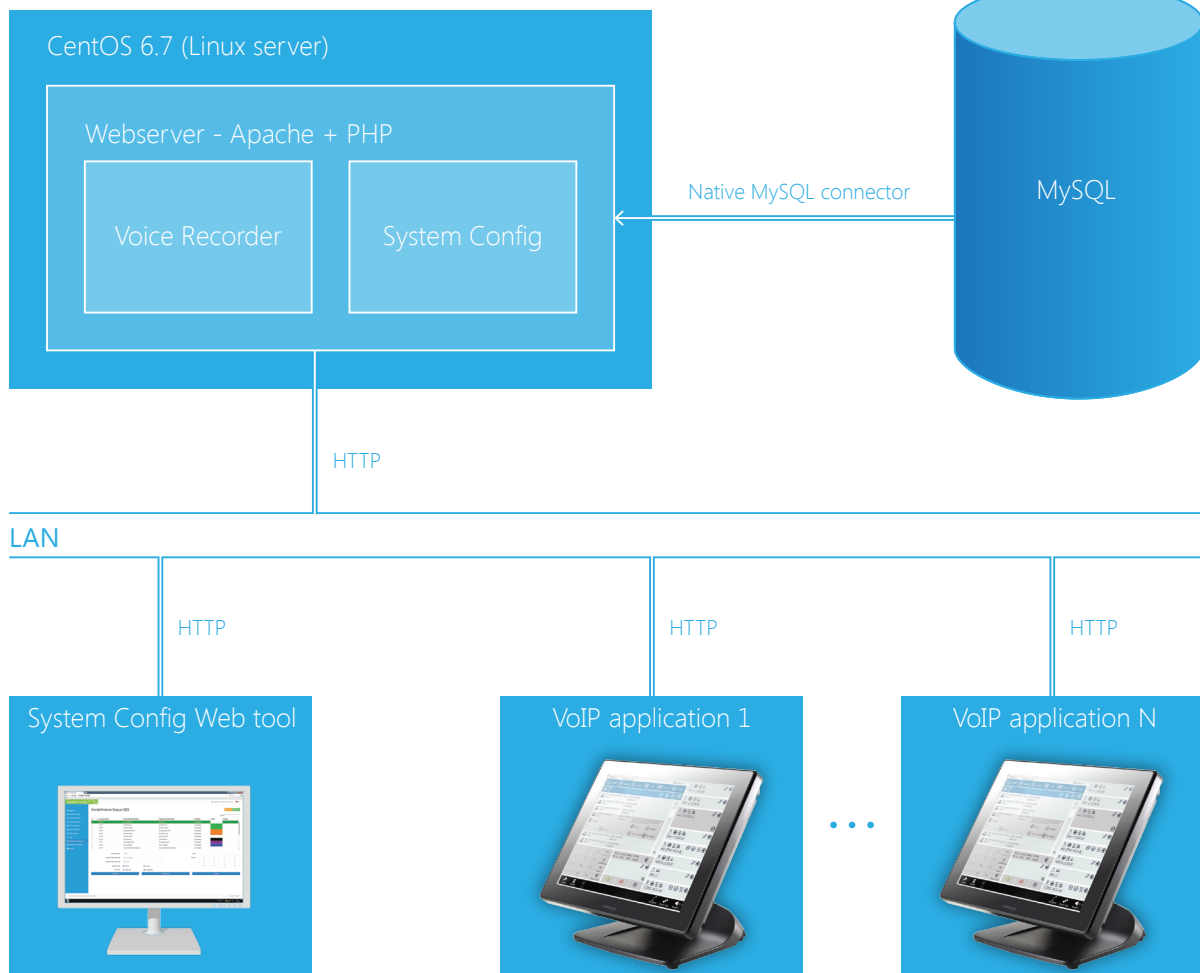 CentOS 6.7 (Linux server)
Webserver - Apache + PHP
Voice Recorder
System Config
Native MySQL connector
MySQL
HTTP
LAN
HTTP
HTTP
HTTP
System Config Web tool
VoIP application 1
VoIP application N